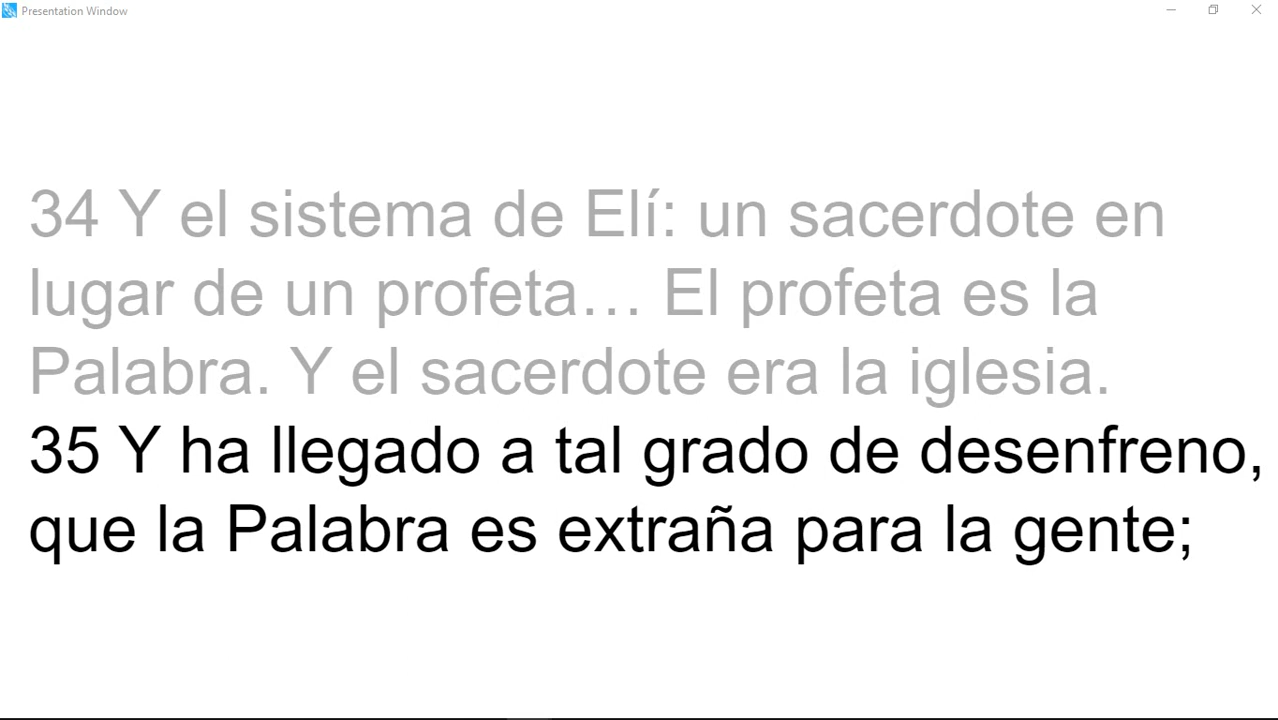 Presentation Window
34 Y el sistema de Elí: un sacerdote en
lugar de un profeta… El profeta es la
Palabra. Y el sacerdote era la iglesia.
35 Y ha llegado a tal grado de desenfreno,
que la Palabra es extraña para la gente;